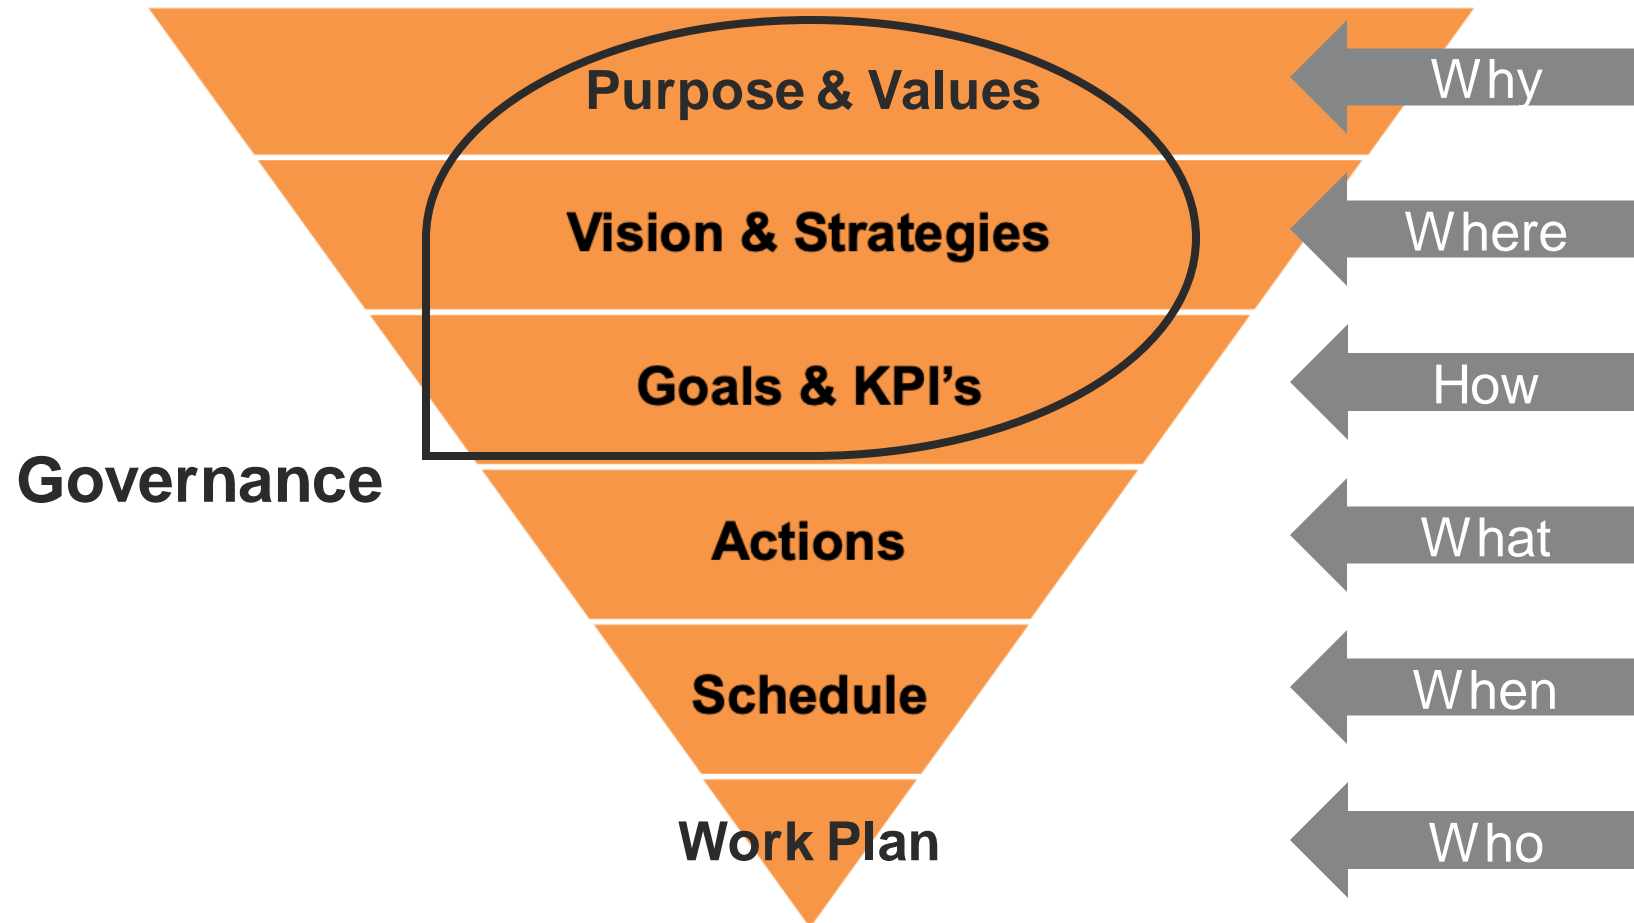 Purpose & Values
Why
Vision & Strategies
Where
Goals & KPI’s
How
Governance
Actions
What
Schedule
When
Work Plan
Who